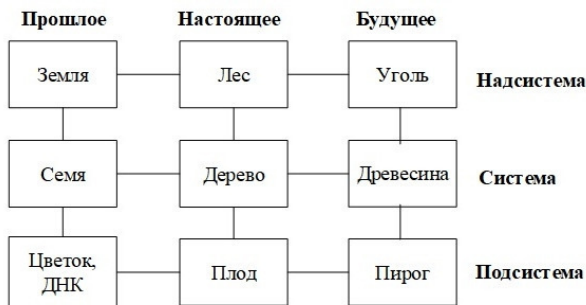 Прошлое Настоящее Будущее
Земля Лес Уголь Надсистема
Семя Дерево Древесина Система
Цветок,
ДНК Плод Пирог Подсистема